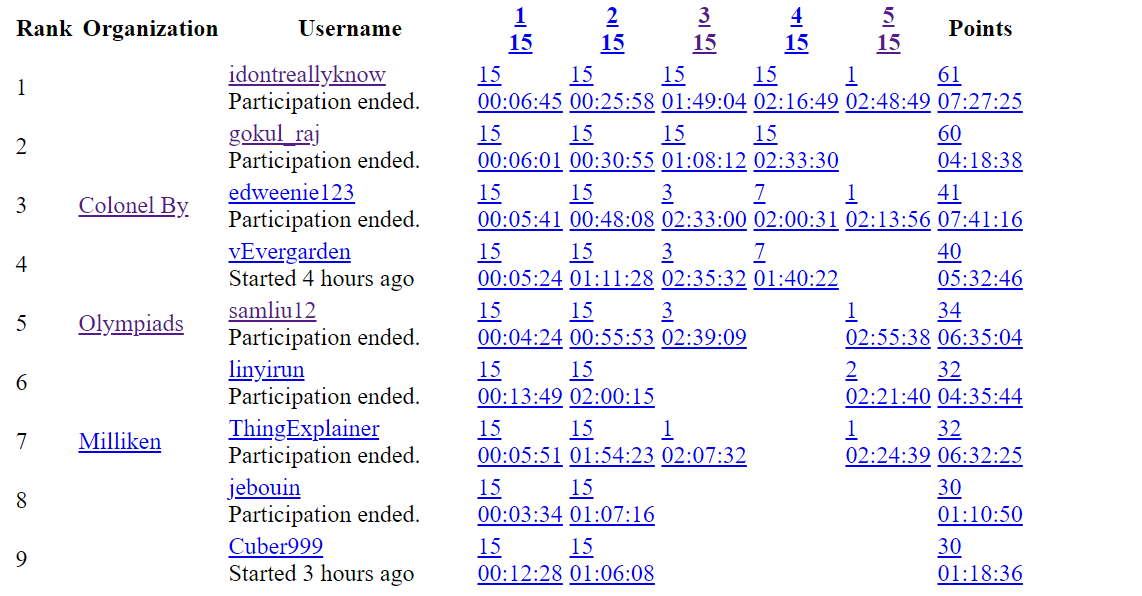 Rank Organization Username 1 15 2 15 3 15 4 15 5 15 Points
1 idontreallyknow 15 15 15 15 1 61
Participation ended. 00:06:45 00:25:58 01:49:04 02:16:49 02:48:49 07:27:25
2 gokul_raj 15 15 15 15 60
Participation ended. 00:06:01 00:30:55 01:08:12 02:33:30 04:18:38
3 Colonel By edweenie123 15 15 3 7 1 41
Participation ended. 00:05:41 00:48:08 02:33:00 02:00:31 02:13:56 07:41:16
4 vEvergarden 15 15 3 7 40
Started 4 hours ago 00:05:24 01:11:28 02:35:32 01:40:22 05:32:46
5 Olympiads samliu12 15 15 3 1 34
Participation ended. 00:04:24 00:55:53 02:39:09 02:55:38 06:35:04
6 linyirun 15 15 2 32
Participation ended. 00:13:49 02:00:15 02:21:40 04:35:44
7 Milliken ThingExplainer 15 15 1 1 32
Participation ended. 00:05:51 01:54:23 02:07:32 02:24:39 06:32:25
8 jebouin 15 15 30
Participation ended. 00:03:34 01:07:16 01:10:50
9 Cuber999 15 15 30
Started 3 hours ago 00:12:28 01:06:08 01:18:36